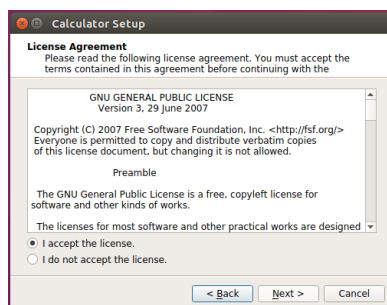 Calculator Setup
License Agreement
Please read the following license agreement. You must accept the
terms contained in this agreement before continuing with the
GNU GENERAL PUBLIC LICENSE
Version 3, 29 June 2007
Copyright (C) 2007 Free Software Foundation, Inc. <http://fsf.org/>
Everyone is permitted to copy and distribute verbatim copies
of this license document, but changing it is not allowed.
Preamble
The GNU General Public License is a free, copyleft license for
software and other kinds of works.
The licenses for most software and other practical works are designed
I accept the license.
I do not accept the license.
< Back Next > Cancel